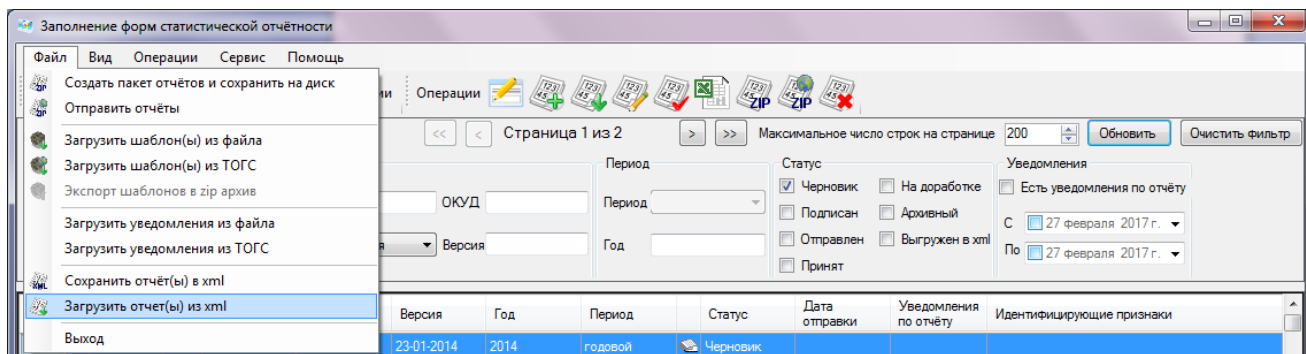 Заполнение форм статистической отчётности
Файл Вид Операции Сервис Помощь
Создать пакет отчётов и сохранить на диск
Отправить отчёты
Загрузить шаблон(ы) из файла
Загрузить шаблон(ы) из ТОГС
Экспорт шаблонов в zip архив
Загрузить уведомления из файла
Загрузить уведомления из ТОГС
Сохранить отчёт(ы) в xml
Загрузить отчет(ы) из xml
Выход
Операции
<< < Страница 1 из 2 > >> Максимальное число строк на странице 200 Обновить Очистить фильтр
ОКУД
Версия
Период
Период
Год
Статус
Черновик На доработке
Подписан Архивный
Отправлен Выгружен в xml
Принят
Уведомления
Есть уведомления по отчёту
С 27 февраля 2017 г.
По 27 февраля 2017 г.
Версия Год Период Статус Дата отправки Уведомления по отчёту Идентифицирующие признаки
23-01-2014 2014 годовой Черновик